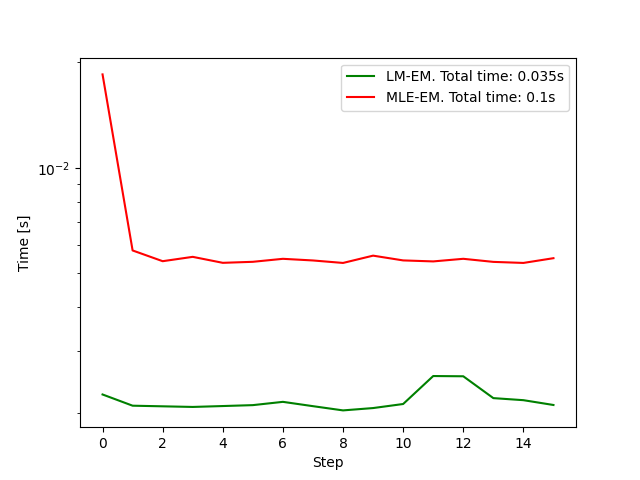 LM-EM. Total time: 0.035s
MLE-EM. Total time: 0.1s
10⁻²
Time [s]
0 2 4 6 8 10 12 14
Step